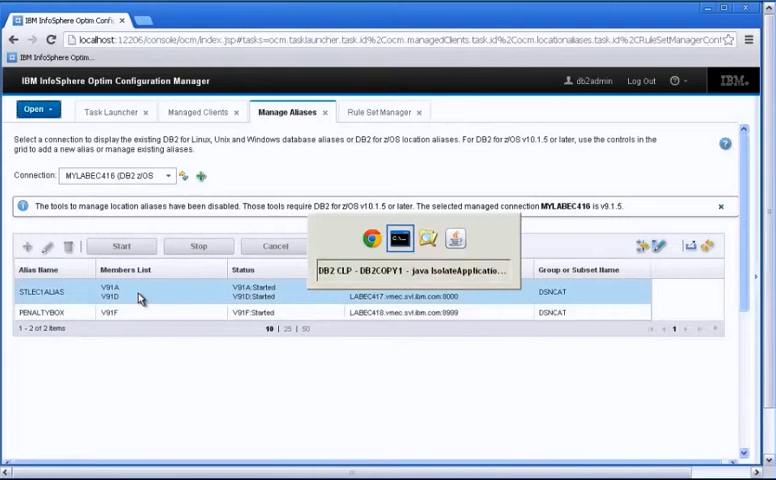 IBM InfoSphere Optim Config
localhost:12206/console/ocm/index.jsp#tasks=ocm.tasklauncher.task.id%2Cocm.managedClients.task.id%2Cocm.locationaliases.task.id%2CRuleSetManagerConf
IBM InfoSphere Optim...
IBM InfoSphere Optim Configuration Manager
db2admin
Log Out
?
IBM
Open
Task Launcher
Managed Clients
Manage Aliases
Rule Set Manager
Select a connection to display the existing DB2 for Linux, Unix and Windows database aliases or DB2 for z/OS location aliases. For DB2 for z/OS v10.1.5 or later, use the controls in the
grid to add a new alias or manage existing aliases.
Connection: MYLABEC416 (DB2 z/OS
The tools to manage location aliases have been disabled. Those tools require DB2 for z/OS v10.1.5 or later. The selected managed connection MYLABEC416 is v9.1.5.
DB2 CLP - DB2COPY1 - java IsolateApplicatio...
Start
Stop
Cancel
Alias Name
Members List
Status
Group or Subset Name
STLEC1ALIAS
V91A
V91D
V91A:Started
V91D:Started
LABEC417.vmec.svl.ibm.com:8000
DSNCAT
PENALTYBOX
V91F
V91F:Started
LABEC418.vmec.svl.ibm.com:8999
DSNCAT
1 - 2 of 2 items
10 | 25 | 50
1